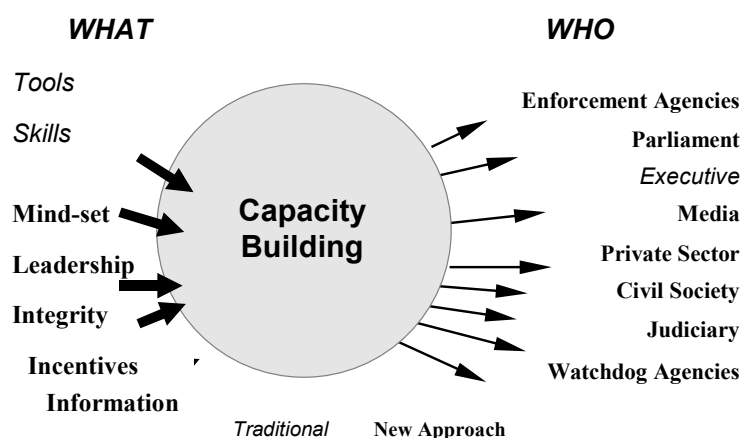 WHAT
WHO
Tools
Skills
Mind-set
Leadership
Integrity
Incentives
Information
Capacity
Building
Enforcement Agencies
Parliament
Executive
Media
Private Sector
Civil Society
Judiciary
Watchdog Agencies
Traditional New Approach